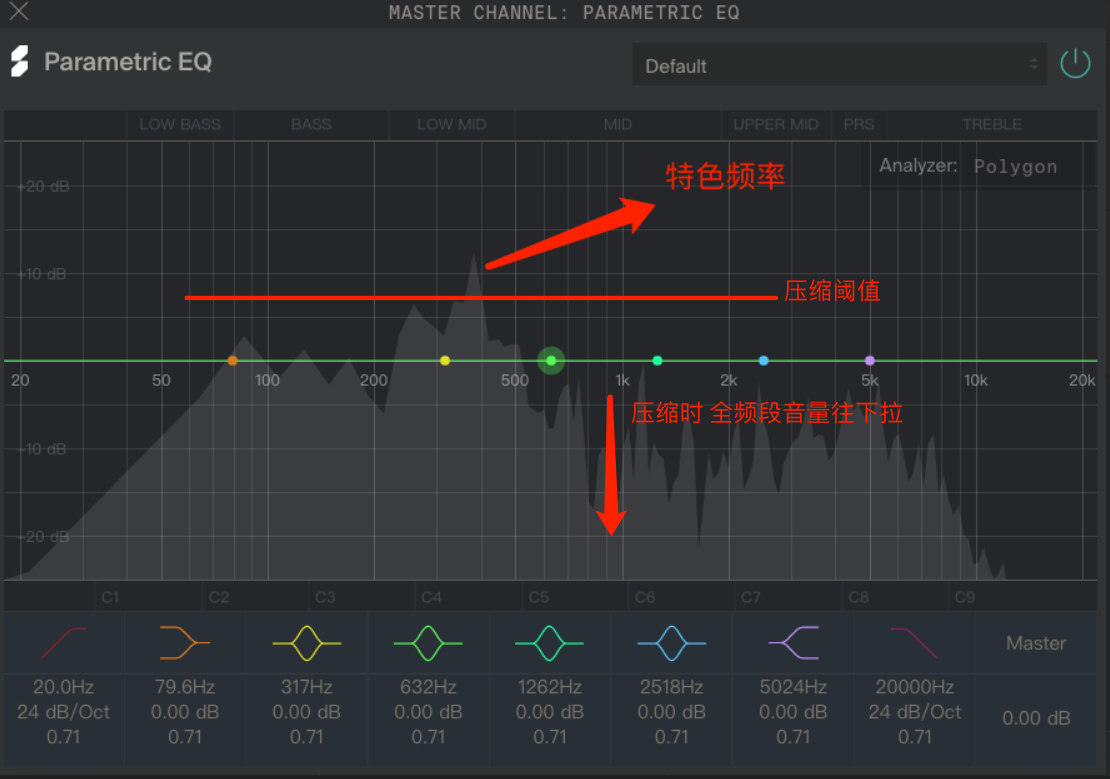 MASTER CHANNEL: PARAMETRIC EQ
Parametric EQ
Default
LOW BASS BASS LOW MID MID UPPER MID PRS TREBLE
Analyzer: Polygon
特色频率
+20 dB
+10 dB
压缩阈值
20 50 100 200 500 1k 2k 5k 10k 20k
压缩时 全频段音量往下拉
-10 dB
-20 dB
C1 C2 C3 C4 C5 C6 C7 C8 C9
Master
20.0Hz 79.6Hz 317Hz 632Hz 1262Hz 2518Hz 5024Hz 20000Hz
24 dB/Oct 0.00 dB 0.00 dB 0.00 dB 0.00 dB 0.00 dB 0.00 dB 24 dB/Oct 0.00 dB
0.71 0.71 0.71 0.71 0.71 0.71 0.71 0.71